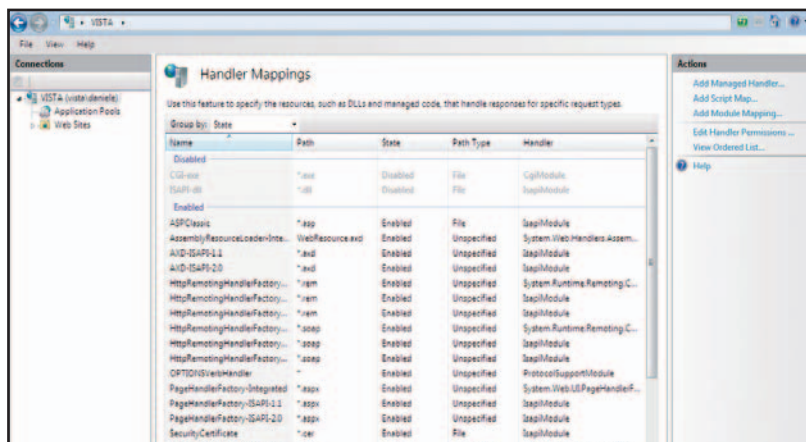 VISTA
File View Help
Connections
VISTA (vista\daniele)
Application Pools
Web Sites
Handler Mappings
Use this feature to specify the resources, such as DLLs and managed code, that handle responses for specific request types.
Group by: State
Name Path State Path Type Handler
Disabled
CGI-exe *.exe Disabled File CgiModule
ISAPI-dll *.dll Disabled File IsapiModule
Enabled
ASPClassic *.asp Enabled File IsapiModule
AssemblyResourceLoader-Inte... WebResource.axd Enabled Unspecified System.Web.Handlers.Assem...
AXD-ISAPI-1.1 *.axd Enabled Unspecified IsapiModule
AXD-ISAPI-2.0 *.axd Enabled Unspecified IsapiModule
HttpRemotingHandlerFactory... *.rem Enabled Unspecified System.Runtime.Remoting.C...
HttpRemotingHandlerFactory... *.rem Enabled Unspecified IsapiModule
HttpRemotingHandlerFactory... *.rem Enabled Unspecified IsapiModule
HttpRemotingHandlerFactory... *.soap Enabled Unspecified System.Runtime.Remoting.C...
HttpRemotingHandlerFactory... *.soap Enabled Unspecified IsapiModule
HttpRemotingHandlerFactory... *.soap Enabled Unspecified IsapiModule
OPTIONSVerbHandler * Enabled Unspecified ProtocolSupportModule
PageHandlerFactory-Integrated *.aspx Enabled Unspecified System.Web.UI.PageHandlerF...
PageHandlerFactory-ISAPI-1.1 *.aspx Enabled Unspecified IsapiModule
PageHandlerFactory-ISAPI-2.0 *.aspx Enabled Unspecified IsapiModule
SecurityCertificate *.cer Enabled File IsapiModule
Actions
Add Managed Handler...
Add Script Map...
Add Module Mapping...
Edit Handler Permissions ...
View Ordered List...
Help